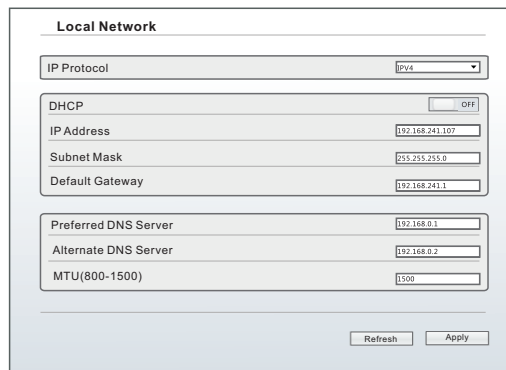 Local Network
IP Protocol IPV4
DHCP OFF
IP Address 192.168.241.107
Subnet Mask 255.255.255.0
Default Gateway 192.168.241.1
Preferred DNS Server 192.168.0.1
Alternate DNS Server 192.168.0.2
MTU(800-1500) 1500
Refresh Apply